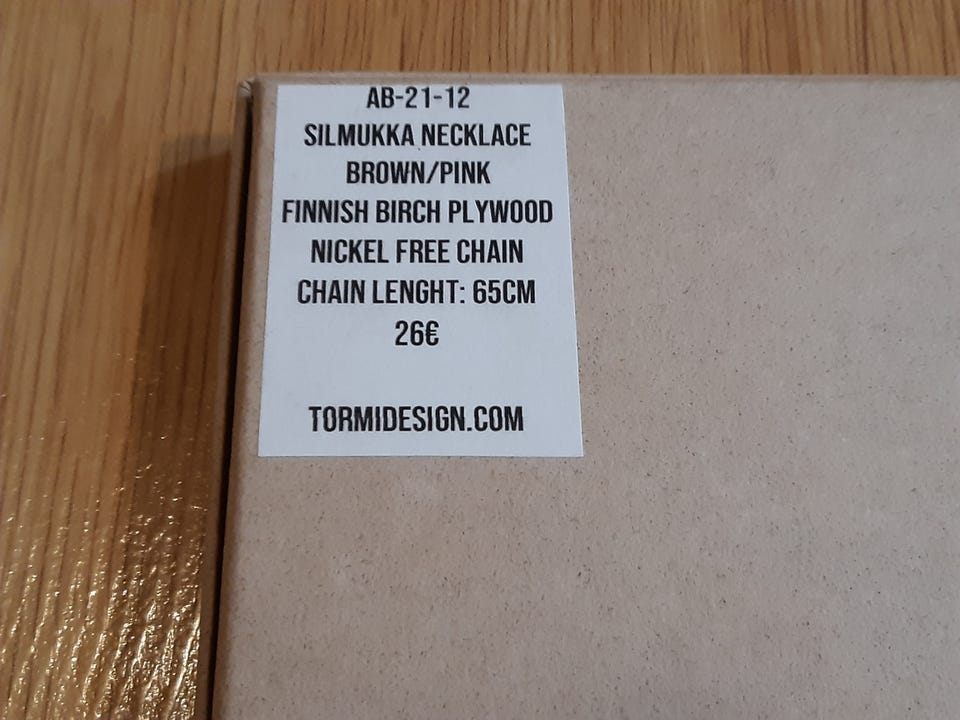 AB-21-12
SILMUKKA NECKLACE
BROWN/PINK
FINNISH BIRCH PLYWOOD
NICKEL FREE CHAIN
CHAIN LENGHT: 65CM
26€
TORMIDESIGN.COM